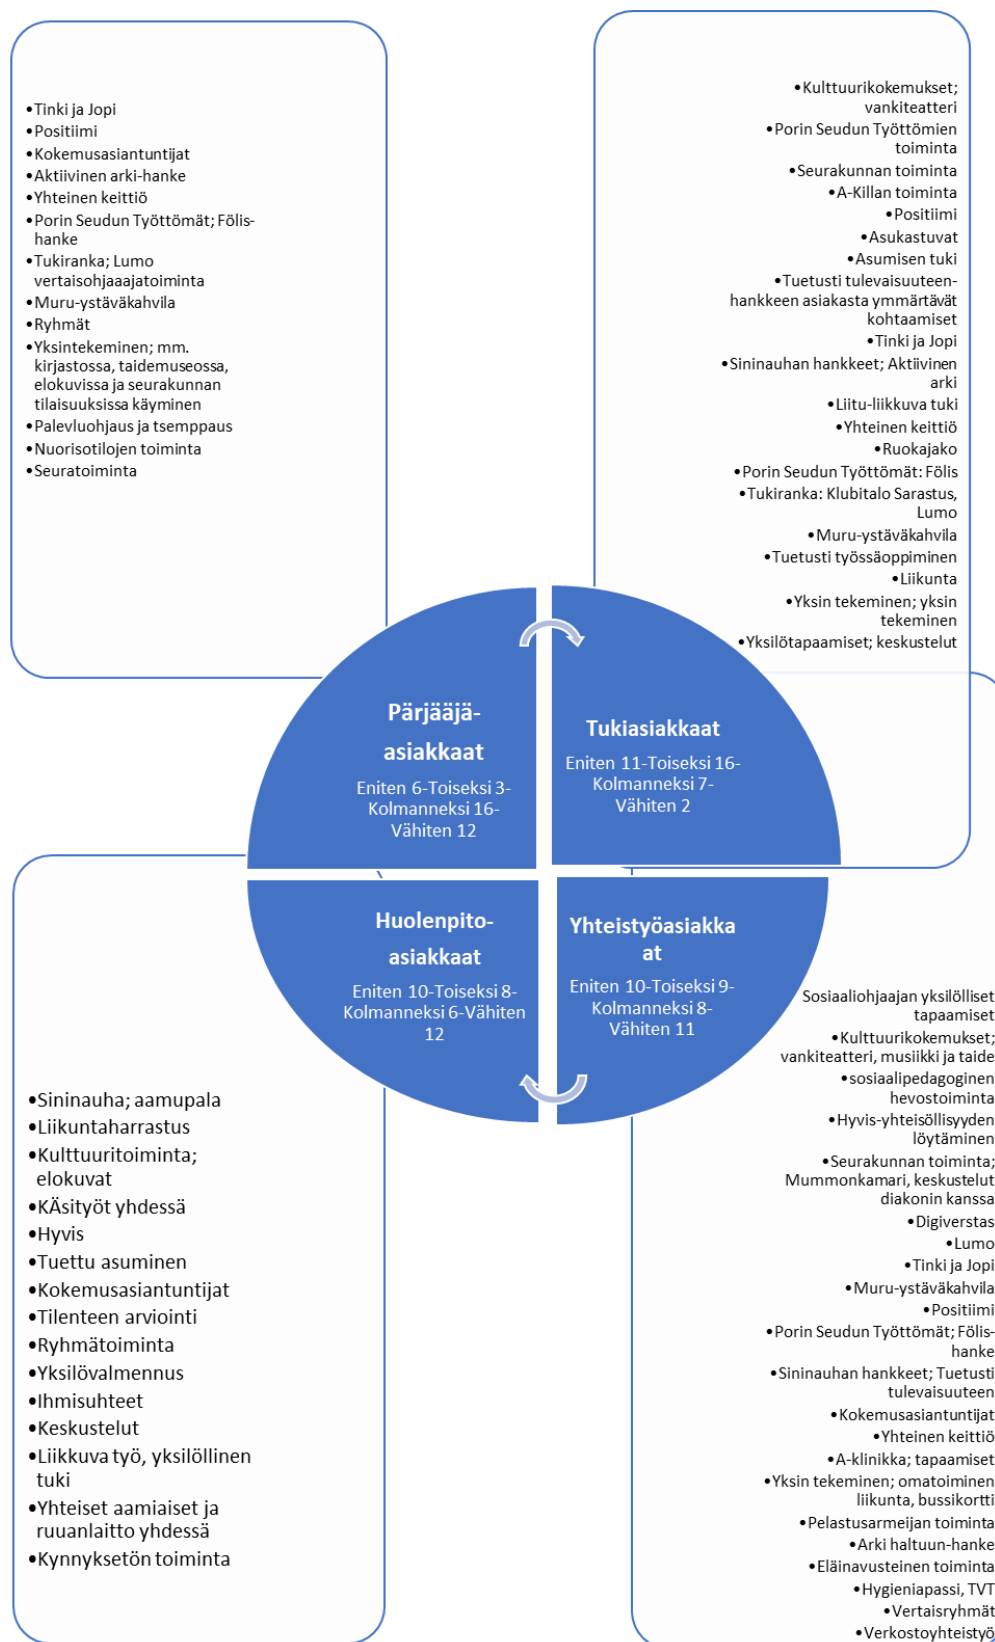 •Tinki ja Jopi
•Positiimi
•Kokemusasiantuntijat
•Aktiivinen arki-hanke
•Yhteinen keittiö
•Porin Seudun Työttömät; Fölis-
hanke
•Tukiranka; Lumo
vertaisohjaaajatoiminta
•Muru-ystäväkahvila
•Ryhmät
•Yksintekeminen; mm.
kirjastossa, taidemuseossa,
elokuvissa ja seurakunnan
tilaisuuksissa käyminen
•Palevluohjaus ja tsemppaus
•Nuorisotilojen toiminta
•Seuratoiminta
•Kulttuurikokemukset;
vankiteatteri
•Porin Seudun Työttömien
toiminta
•Seurakunnan toiminta
•A-Killan toiminta
•Positiimi
•Asukastuvat
•Asumisen tuki
•Tuetusti tulevaisuuteen-
hankkeen asiakasta ymmärtävät
kohtaamiset
•Tinki ja Jopi
•Sininauhan hankkeet; Aktiivinen
arki
•Liitu-liikkuva tuki
•Yhteinen keittiö
•Ruokajako
•Porin Seudun Työttömät: Fölis
•Tukiranka: Klubitalo Sarastus,
Lumo
•Muru-ystäväkahvila
•Tuetusti työssäoppiminen
•Liikunta
•Yksin tekeminen; yksin
tekeminen
•Yksilötapaamiset; keskustelut
Pärjääjä-
asiakkaat
Eniten 6-Toiseksi 3-
Kolmanneksi 16-
Vähiten 12
Tukiasiakkaat
Eniten 11-Toiseksi 16-
Kolmanneksi 7-
Vähiten 2
Huolenpito-
asiakkaat
Eniten 10-Toiseksi 8-
Kolmanneksi 6-Vähiten
12
Yhteistyöasiakka
at
Eniten 10-Toiseksi 9-
Kolmanneksi 8-
Vähiten 11
•Sininauha; aamupala
•Liikuntaharrastus
•Kulttuuritoiminta;
elokuvat
•KÄsityöt yhdessä
•Hyvis
•Tuettu asuminen
•Kokemusasiantuntijat
•Tilenteen arviointi
•Ryhmätoiminta
•Yksilövalmennus
•Ihmisuhteet
•Keskustelut
•Liikkuva työ, yksilöllinen
tuki
•Yhteiset aamiaiset ja
ruuanlaitto yhdessä
•Kynnyksetön toiminta
Sosiaaliohjaajan yksilölliset
tapaamiset
•Kulttuurikokemukset;
vankiteatteri, musiikki ja taide
•sosiaalipedagoginen
hevostoiminta
•Hyvis-yhteisöllisyyden
löytäminen
•Seurakunnan toiminta;
Mummonkamari, keskustelut
diakonin kanssa
•Digiverstas
•Lumo
•Tinki ja Jopi
•Muru-ystäväkahvila
•Positiimi
•Porin Seudun Työttömät; Fölis-
hanke
•Sininauhan hankkeet; Tuetusti
tulevaisuuteen
•Kokemusasiantuntijat
•Yhteinen keittiö
•A-klinikka; tapaamiset
•Yksin tekeminen; omatoiminen
liikunta, bussikortti
•Pelastusarmeijan toiminta
•Arki haltuun-hanke
•Eläinavusteinen toiminta
•Hygieniapassi, TVT
•Vertaisryhmät
•Verkostoyhteistyö